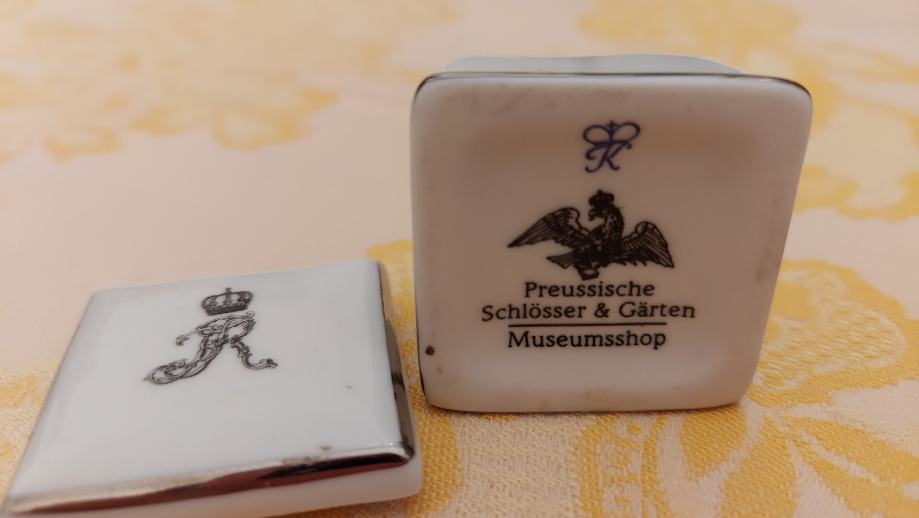 K
Preussische
Schlösser & Gärten
Museumsshop
R